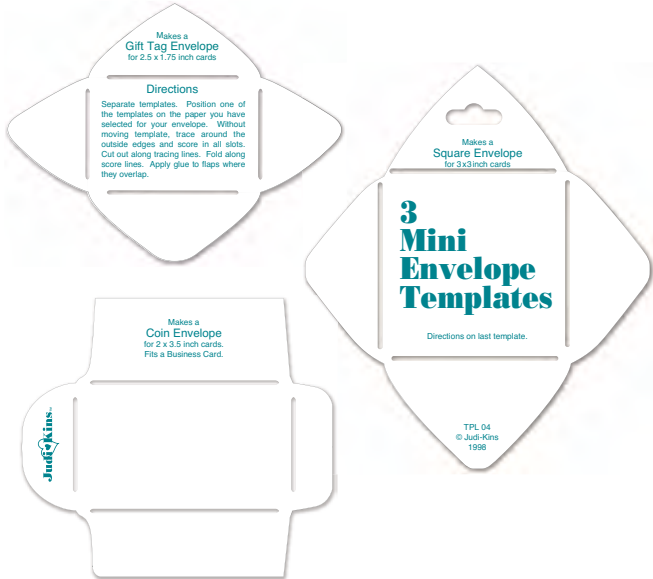 Makes a
Gift Tag Envelope
for 2.5 x 1.75 inch cards
Directions
Separate templates. Position one of
the templates on the paper you have
selected for your envelope. Without
moving template, trace around the
outside edges and score in all slots.
Cut out along tracing lines. Fold along
score lines. Apply glue to flaps where
they overlap.
Makes a
Square Envelope
for 3x3 inch cards
3
Mini
Envelope
Templates
Directions on last template.
TPL 04
© Judi-Kins
1998
Makes a
Coin Envelope
for 2 x 3.5 inch cards.
Fits a Business Card.
Judi Kins